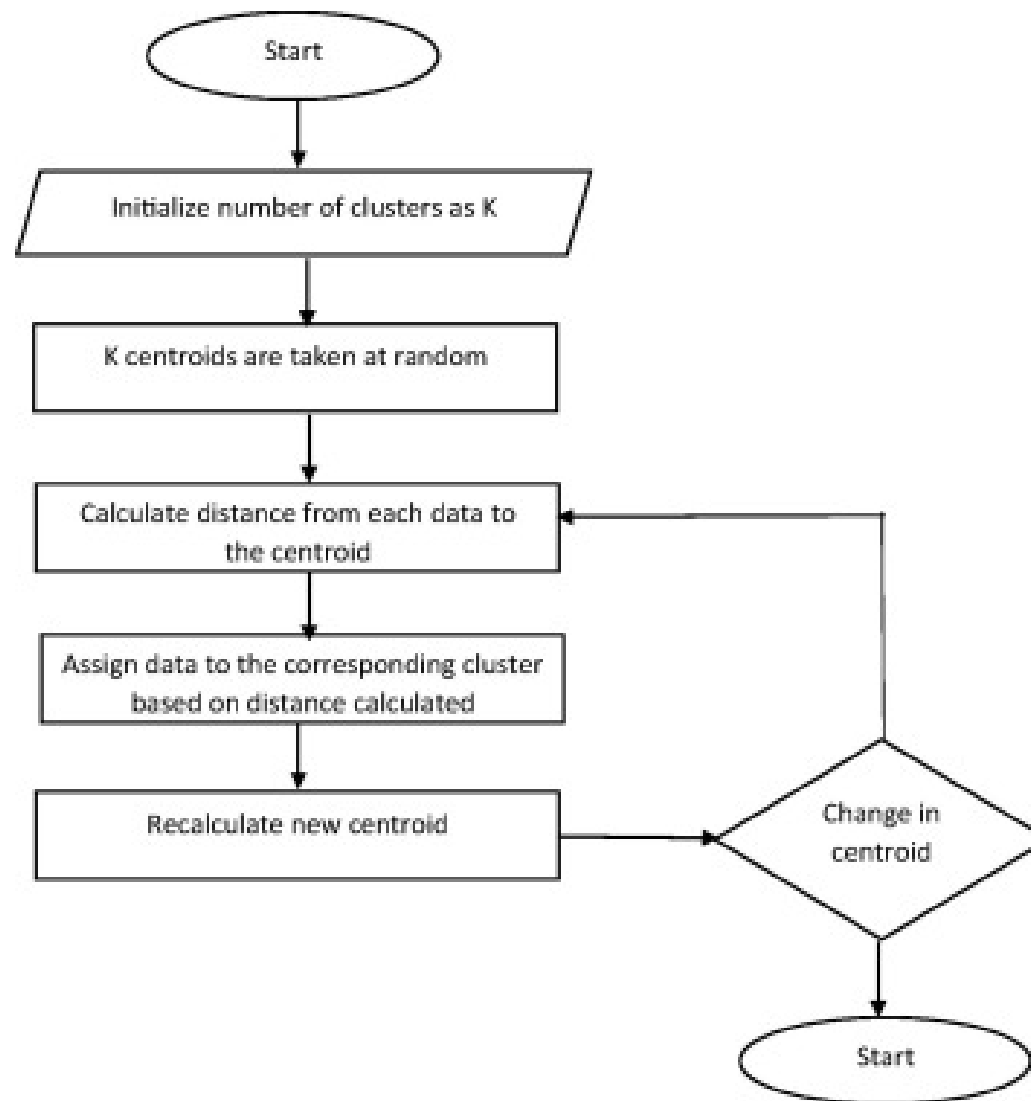 Start
Initialize number of clusters as K
K centroids are taken at random
Calculate distance from each data to
the centroid
Assign data to the corresponding cluster
based on distance calculated
Recalculate new centroid
Change in
centroid
Start